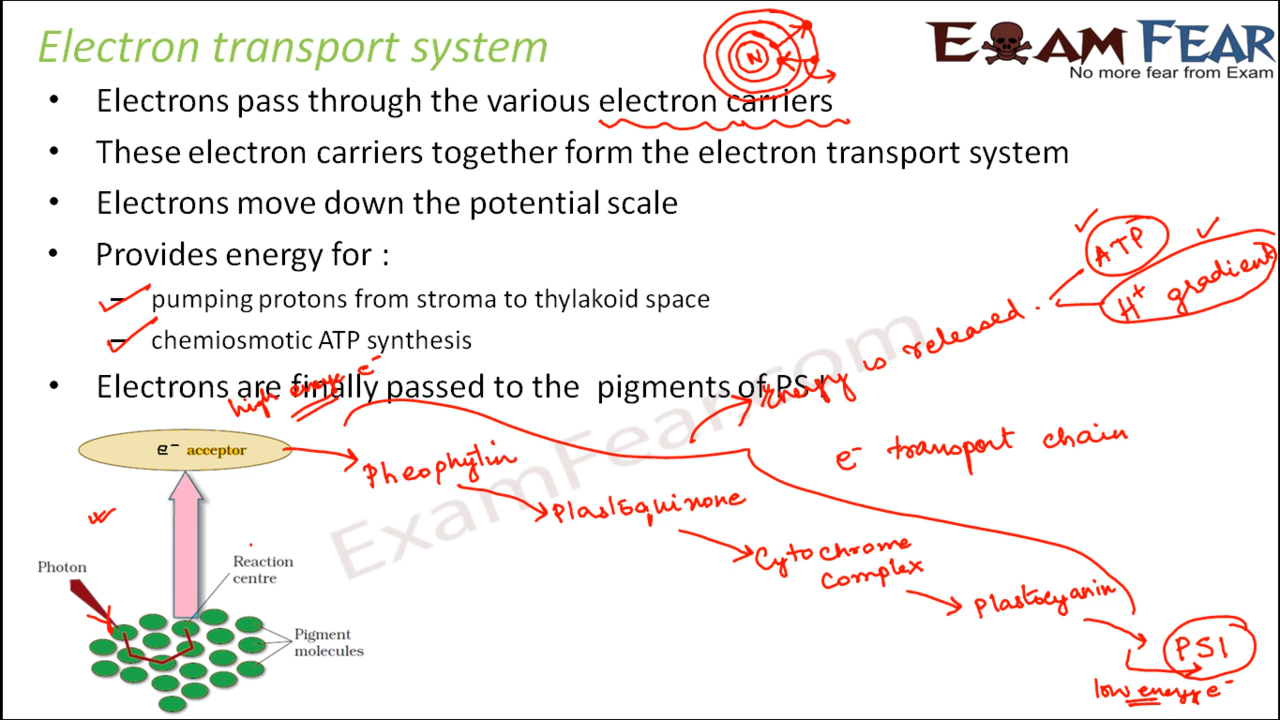 Electron transport system
N
EXAM FEAR
No more fear from Exam
• Electrons pass through the various electron carriers
• These electron carriers together form the electron transport system
• Electrons move down the potential scale
• Provides energy for :
– pumping protons from stroma to thylakoid space
– chemiosmotic ATP synthesis
• Electrons are finally passed to the pigments of PS I
ATP
H+ gradient
Energy is released.
high energy e-
e- acceptor
Pheophytin
e- transport chain
Plastoquinone
Cytochrome
complex
Plastocyanin
PSI
low energy e-
Photon
Reaction
centre
Pigment
molecules
ExamFear.com